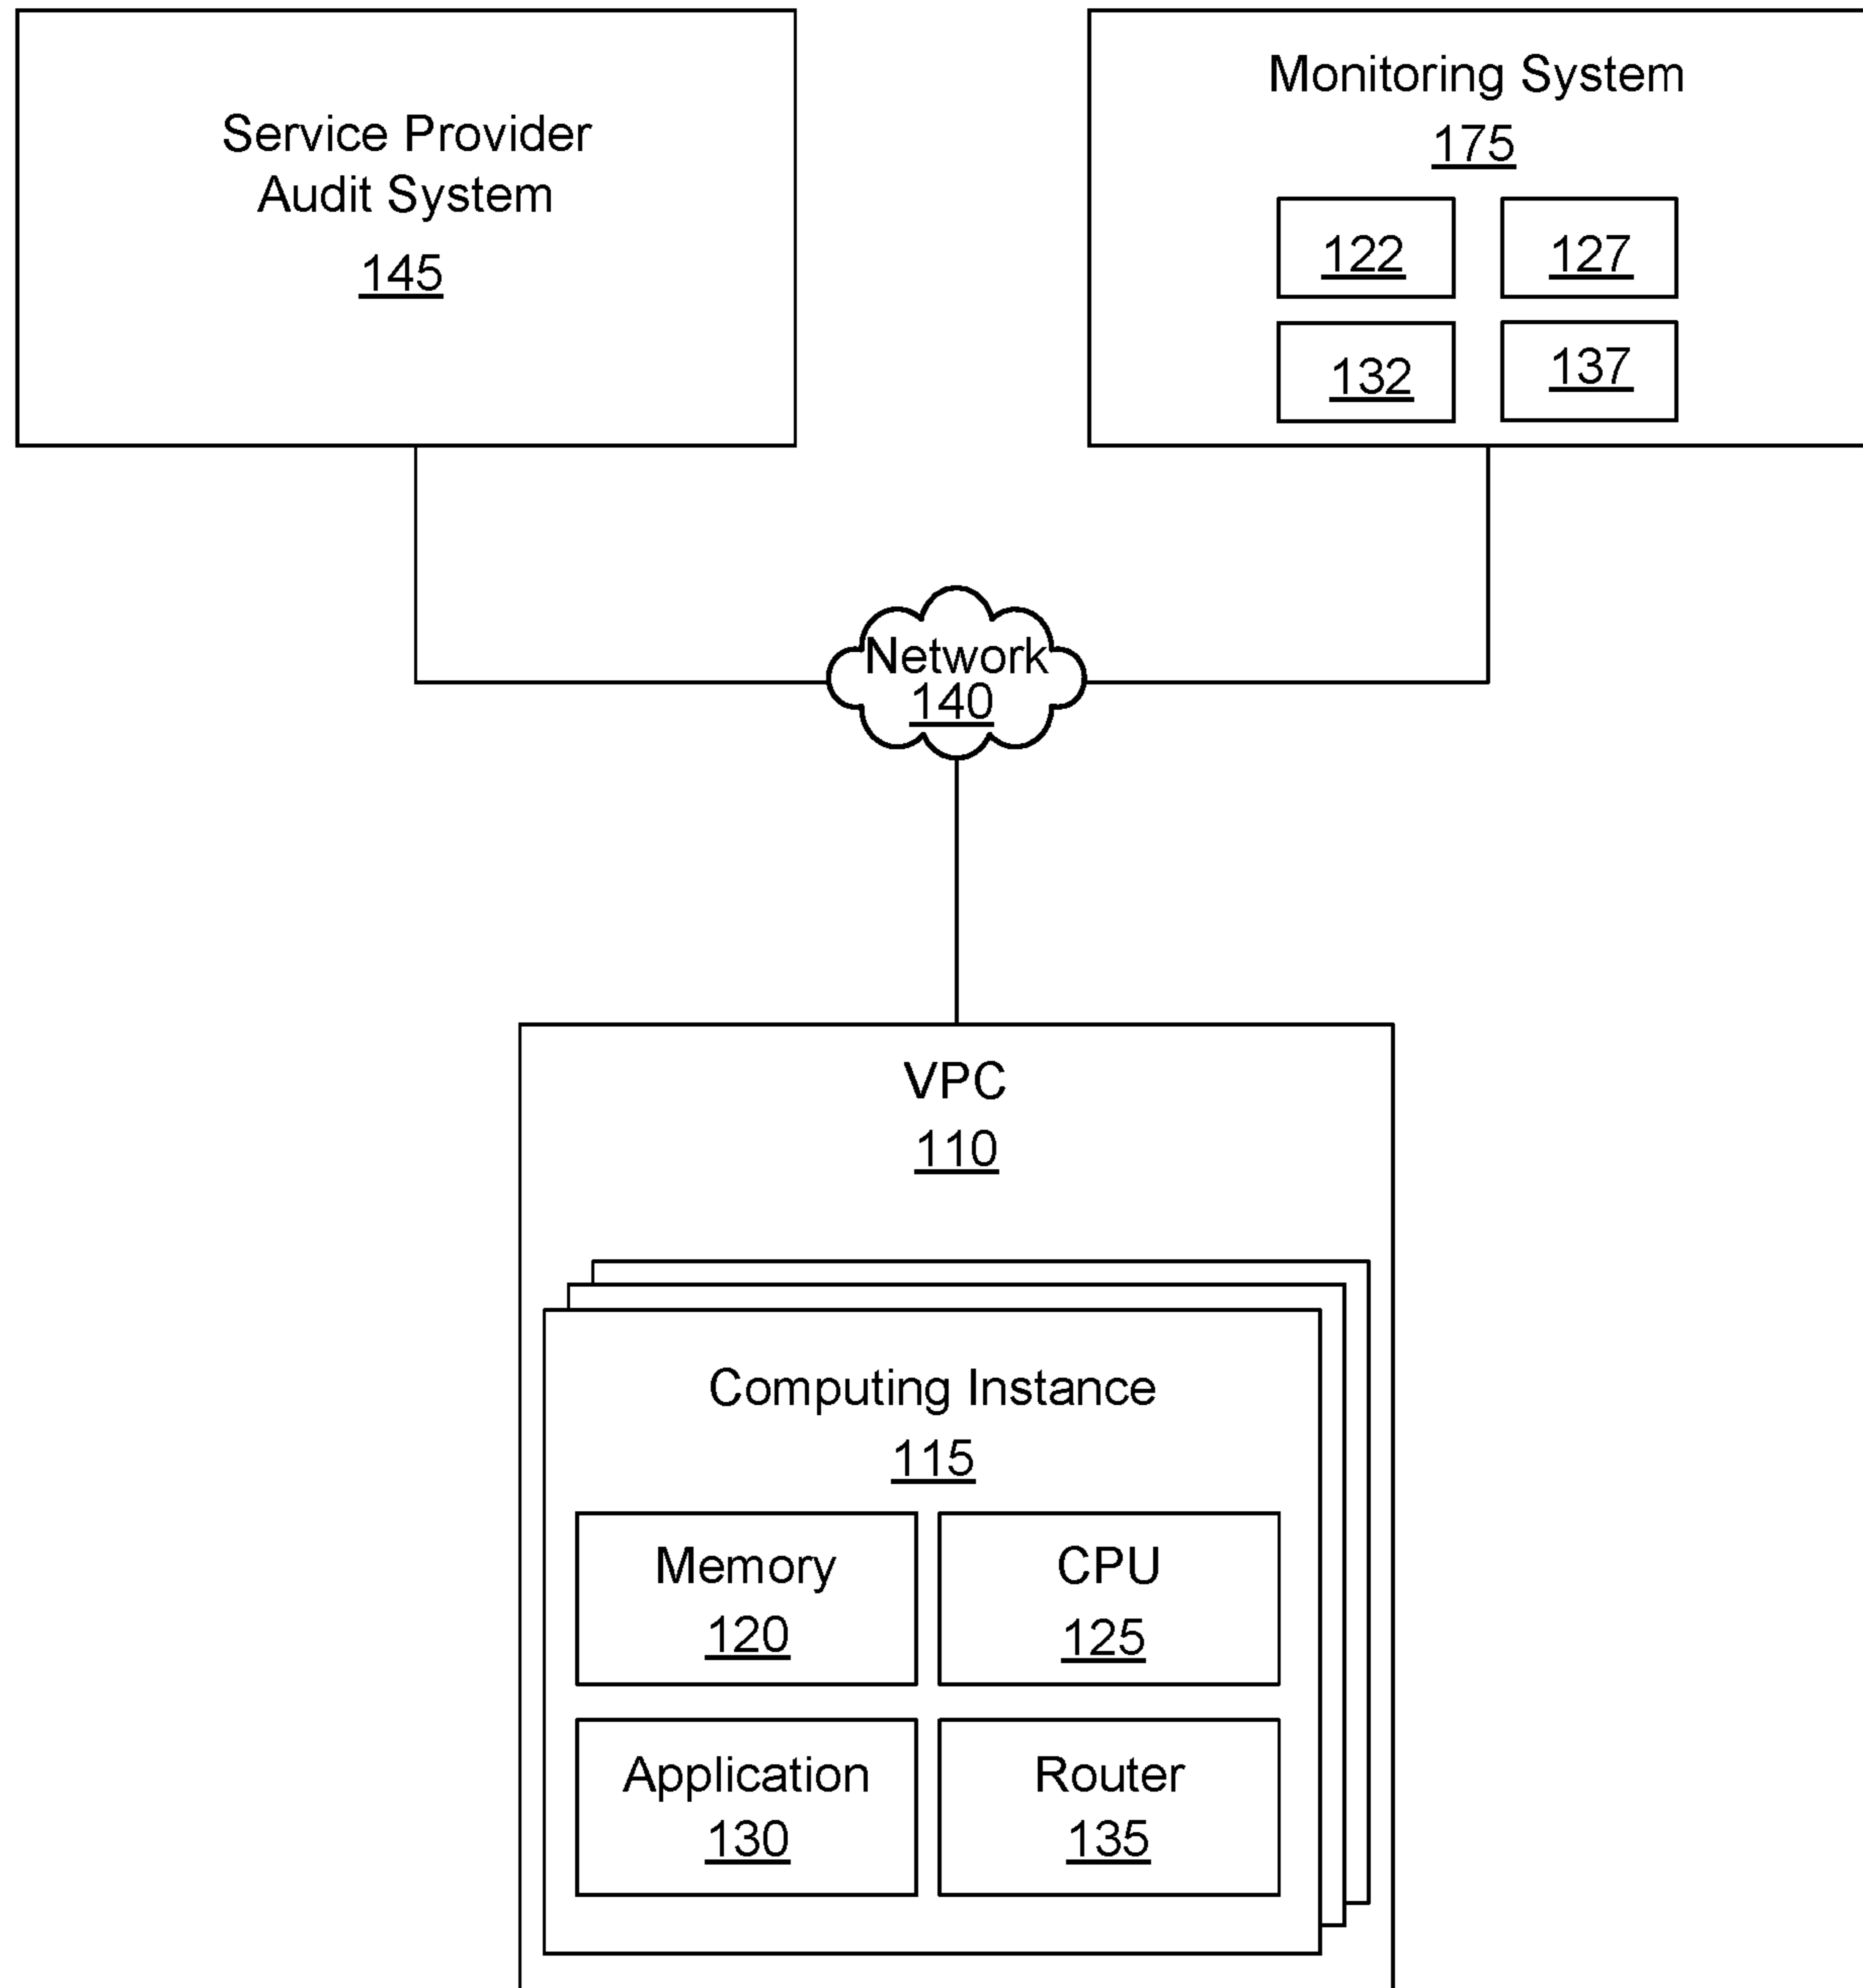 Service Provider
Audit System
145
Monitoring System
175
122
127
132
137
Network
140
VPC
110
Computing Instance
115
Memory
120
CPU
125
Application
130
Router
135